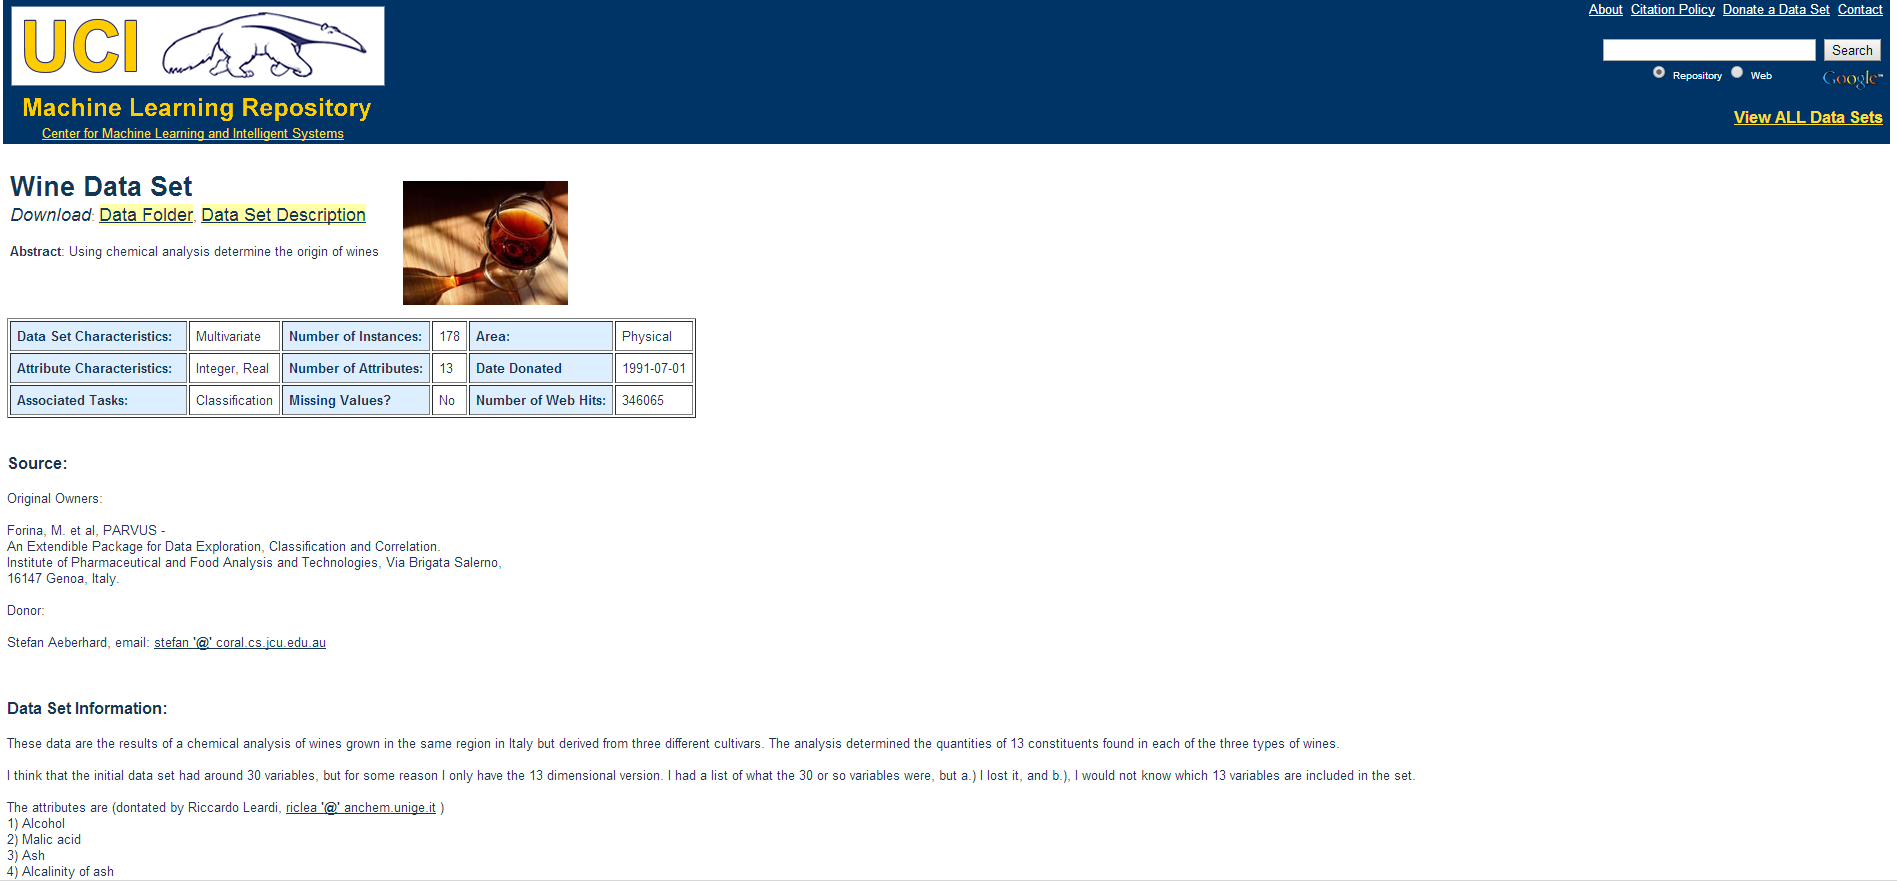 UCI
About Citation Policy Donate a Data Set Contact
Search
Repository Web
Google™
Machine Learning Repository
Center for Machine Learning and Intelligent Systems
View ALL Data Sets
Wine Data Set
Download: Data Folder, Data Set Description
Abstract: Using chemical analysis determine the origin of wines
Data Set Characteristics: Multivariate Number of Instances: 178 Area: Physical
Attribute Characteristics: Integer, Real Number of Attributes: 13 Date Donated 1991-07-01
Associated Tasks: Classification Missing Values? No Number of Web Hits: 346065
Source:
Original Owners:
Forina, M. et al, PARVUS -
An Extendible Package for Data Exploration, Classification and Correlation.
Institute of Pharmaceutical and Food Analysis and Technologies, Via Brigata Salerno,
16147 Genoa, Italy.
Donor:
Stefan Aeberhard, email: stefan '@' coral.cs.jcu.edu.au
Data Set Information:
These data are the results of a chemical analysis of wines grown in the same region in Italy but derived from three different cultivars. The analysis determined the quantities of 13 constituents found in each of the three types of wines.
I think that the initial data set had around 30 variables, but for some reason I only have the 13 dimensional version. I had a list of what the 30 or so variables were, but a.) I lost it, and b.), I would not know which 13 variables are included in the set.
The attributes are (dontated by Riccardo Leardi, riclea '@' anchem.unige.it )
1) Alcohol
2) Malic acid
3) Ash
4) Alcalinity of ash